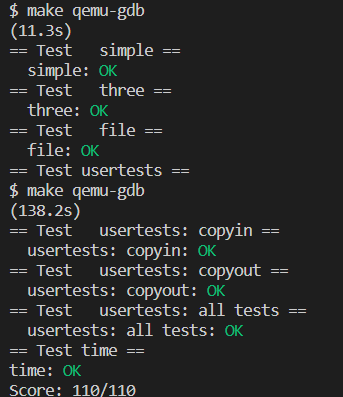 $ make qemu-gdb
(11.3s)
== Test   simple ==
  simple: OK
== Test   three ==
  three: OK
== Test   file ==
  file: OK
== Test usertests ==
$ make qemu-gdb
(138.2s)
== Test   usertests: copyin ==
  usertests: copyin: OK
== Test   usertests: copyout ==
  usertests: copyout: OK
== Test   usertests: all tests ==
  usertests: all tests: OK
== Test time ==
time: OK
Score: 110/110